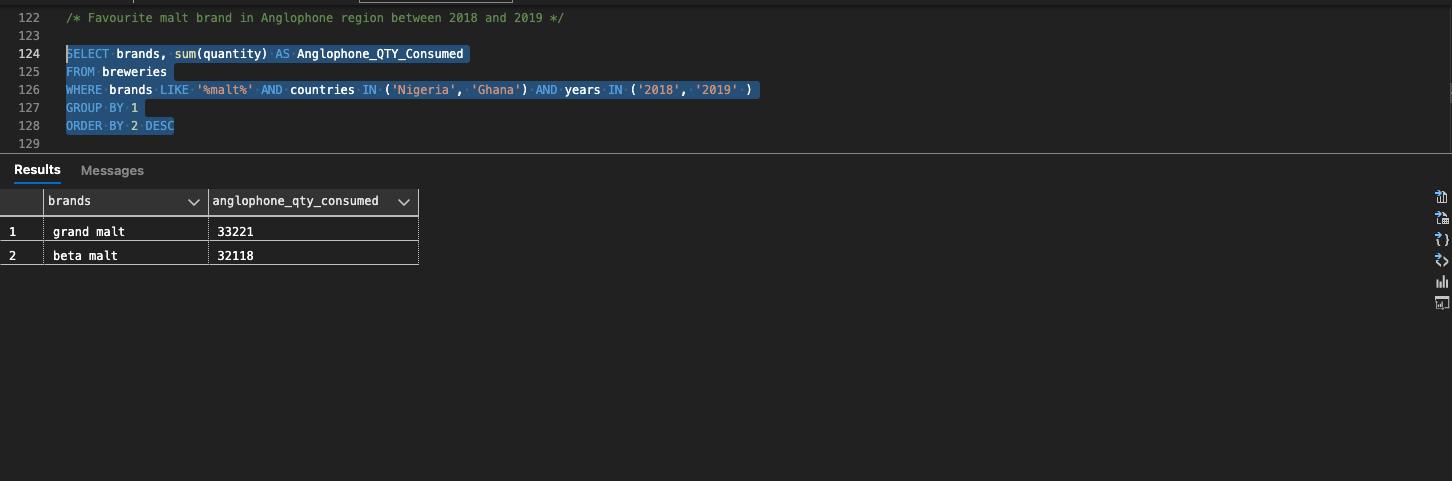 122 /* Favourite malt brand in Anglophone region between 2018 and 2019 */
123
124 SELECT brands, sum(quantity) AS Anglophone_QTY_Consumed
125 FROM breweries
126 WHERE brands LIKE '%malt%' AND countries IN ('Nigeria', 'Ghana') AND years IN ('2018', '2019' )
127 GROUP BY 1
128 ORDER BY 2 DESC
129
Results Messages
brands anglophone_qty_consumed
1 grand malt 33221
2 beta malt 32118